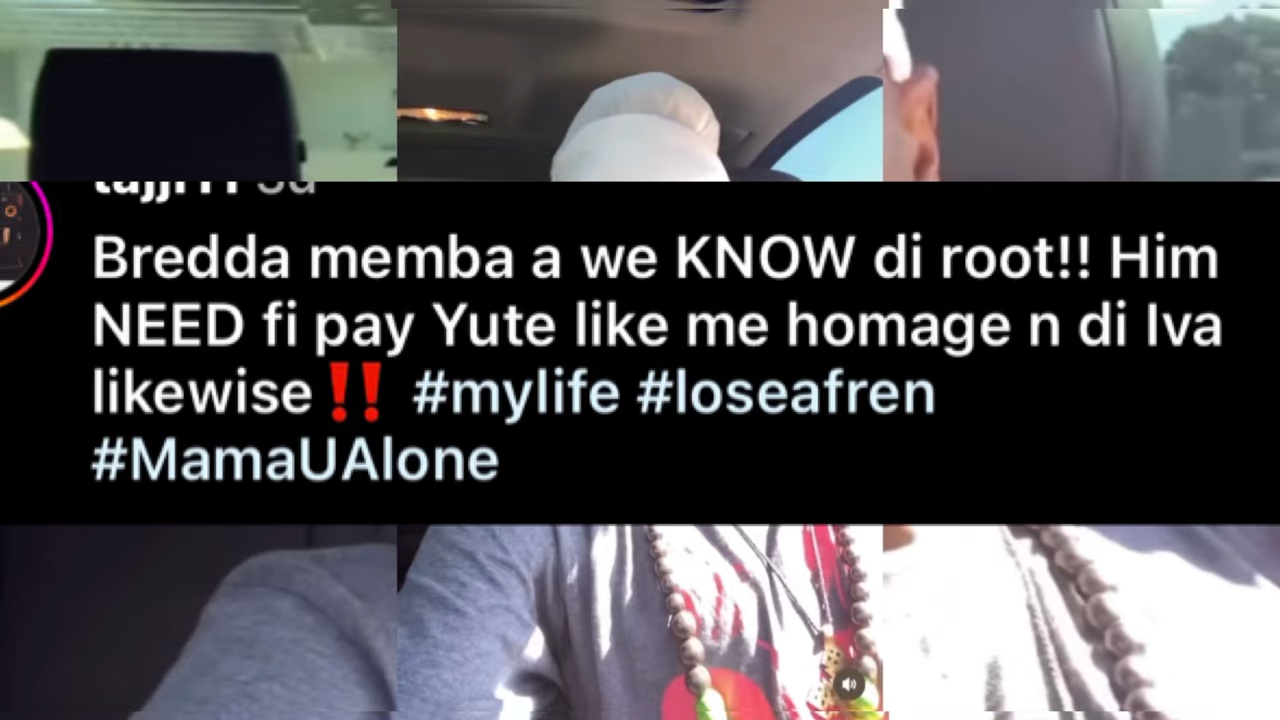 Bredda memba a we KNOW di root!! Him
NEED fi pay Yute like me homage n di Iva
likewise‼️ #mylife #loseafren
#MamaUAlone